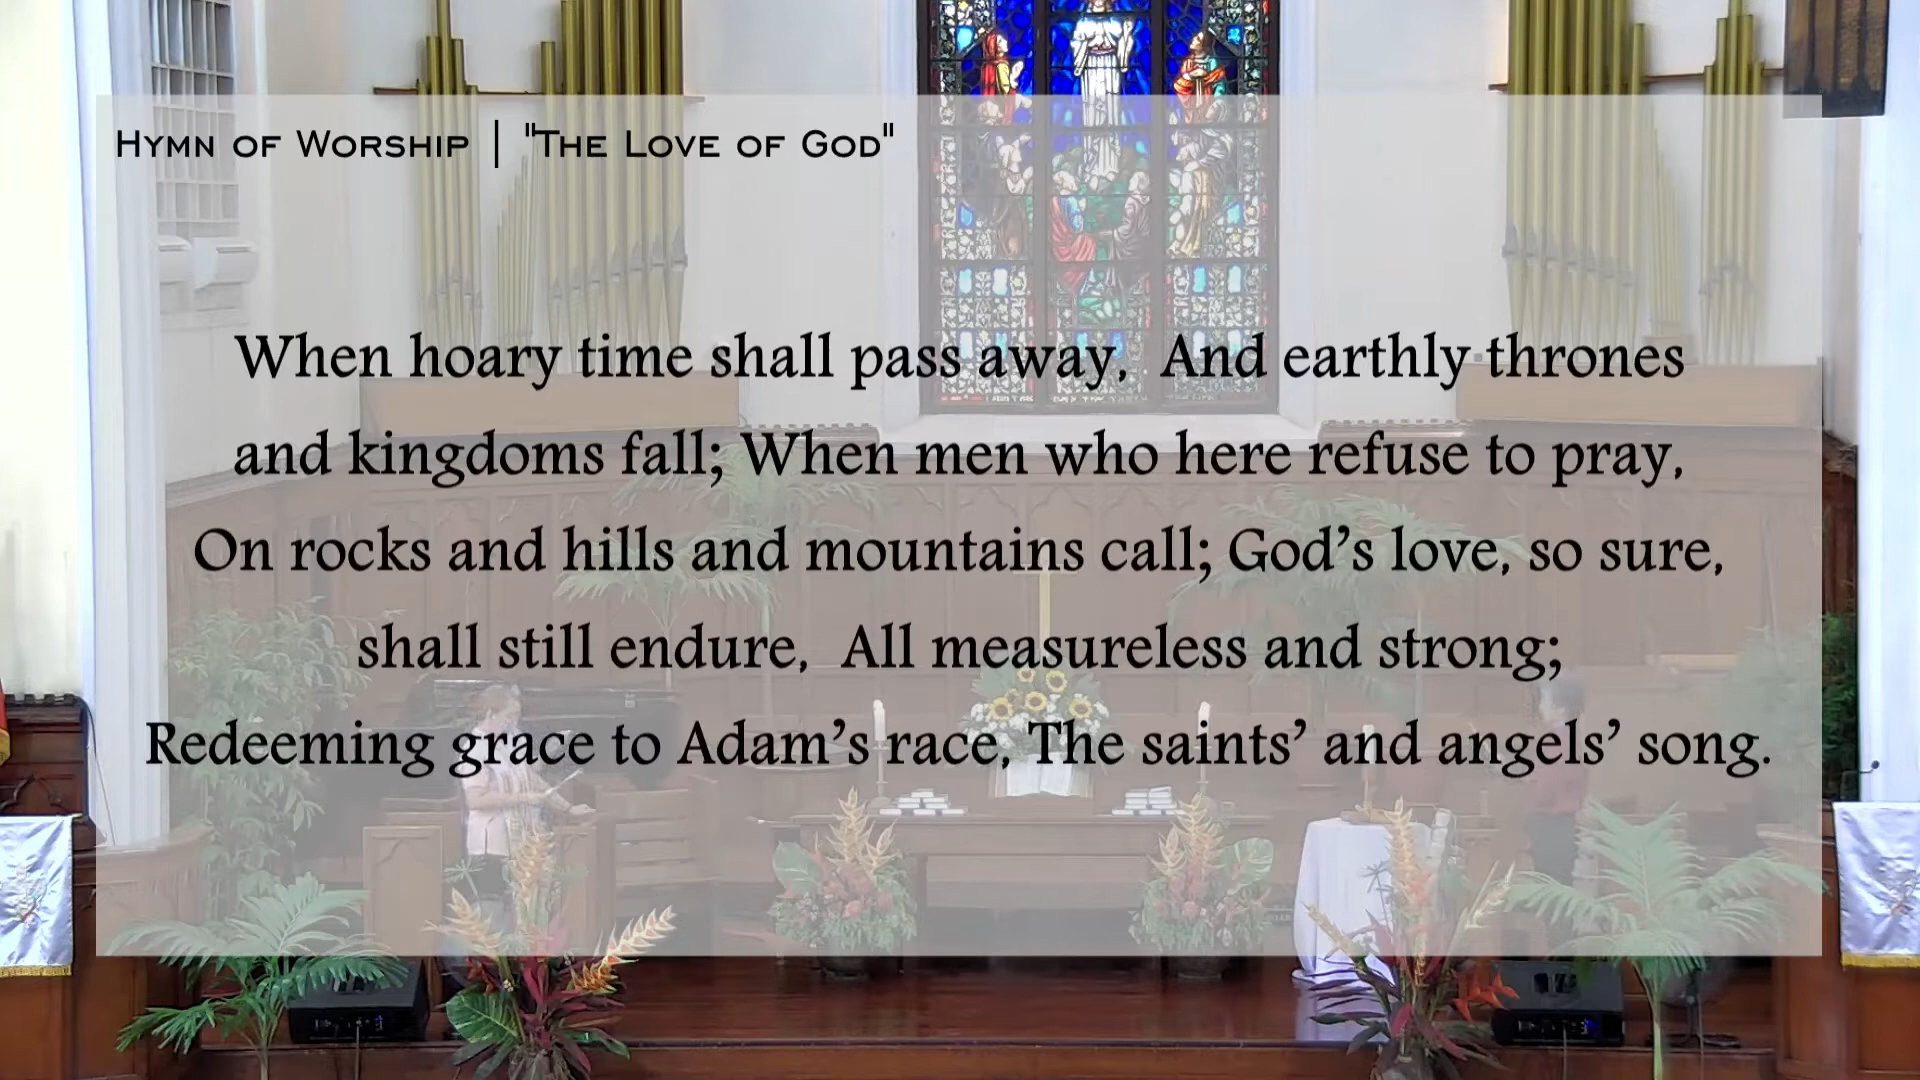 Hymn of Worship | "The Love of God"
When hoary time shall pass away,  And earthly thrones
and kingdoms fall; When men who here refuse to pray,
On rocks and hills and mountains call; God’s love, so sure,
shall still endure,  All measureless and strong;
Redeeming grace to Adam’s race, The saints’ and angels’ song.